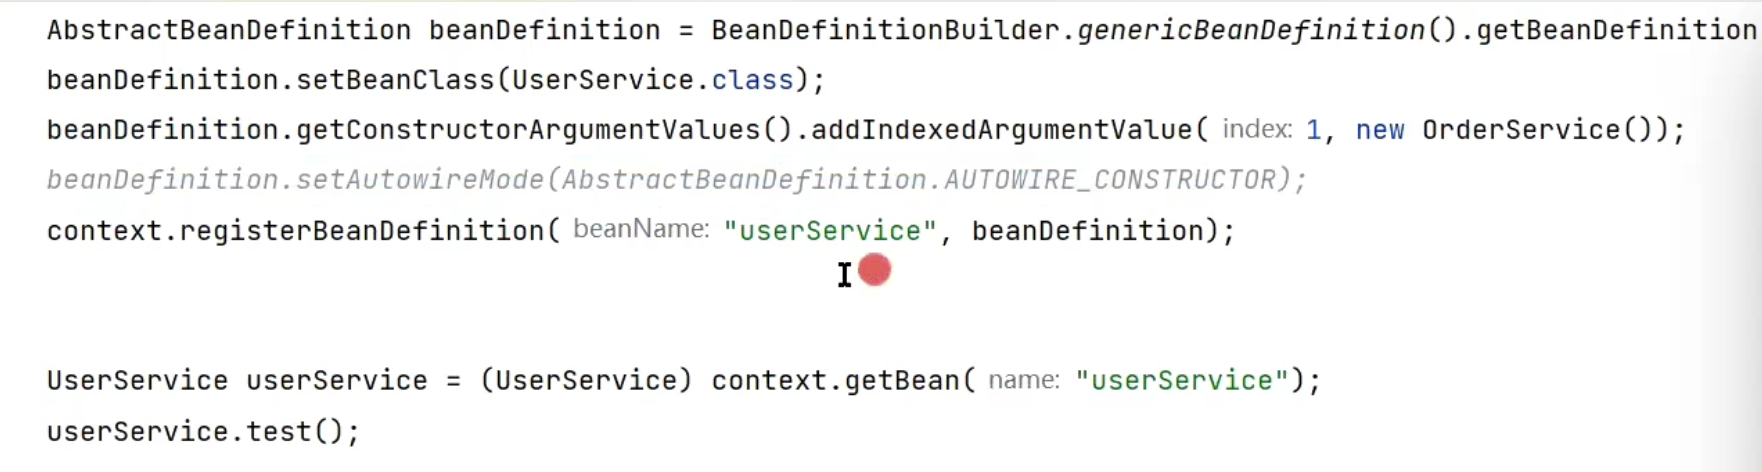 AbstractBeanDefinition beanDefinition = BeanDefinitionBuilder.genericBeanDefinition().getBeanDefinition
beanDefinition.setBeanClass(UserService.class);
beanDefinition.getConstructorArgumentValues().addIndexedArgumentValue( index: 1, new OrderService());
beanDefinition.setAutowireMode(AbstractBeanDefinition.AUTOWIRE_CONSTRUCTOR);
context.registerBeanDefinition( beanName: "userService", beanDefinition);
UserService userService = (UserService) context.getBean( name: "userService");
userService.test();